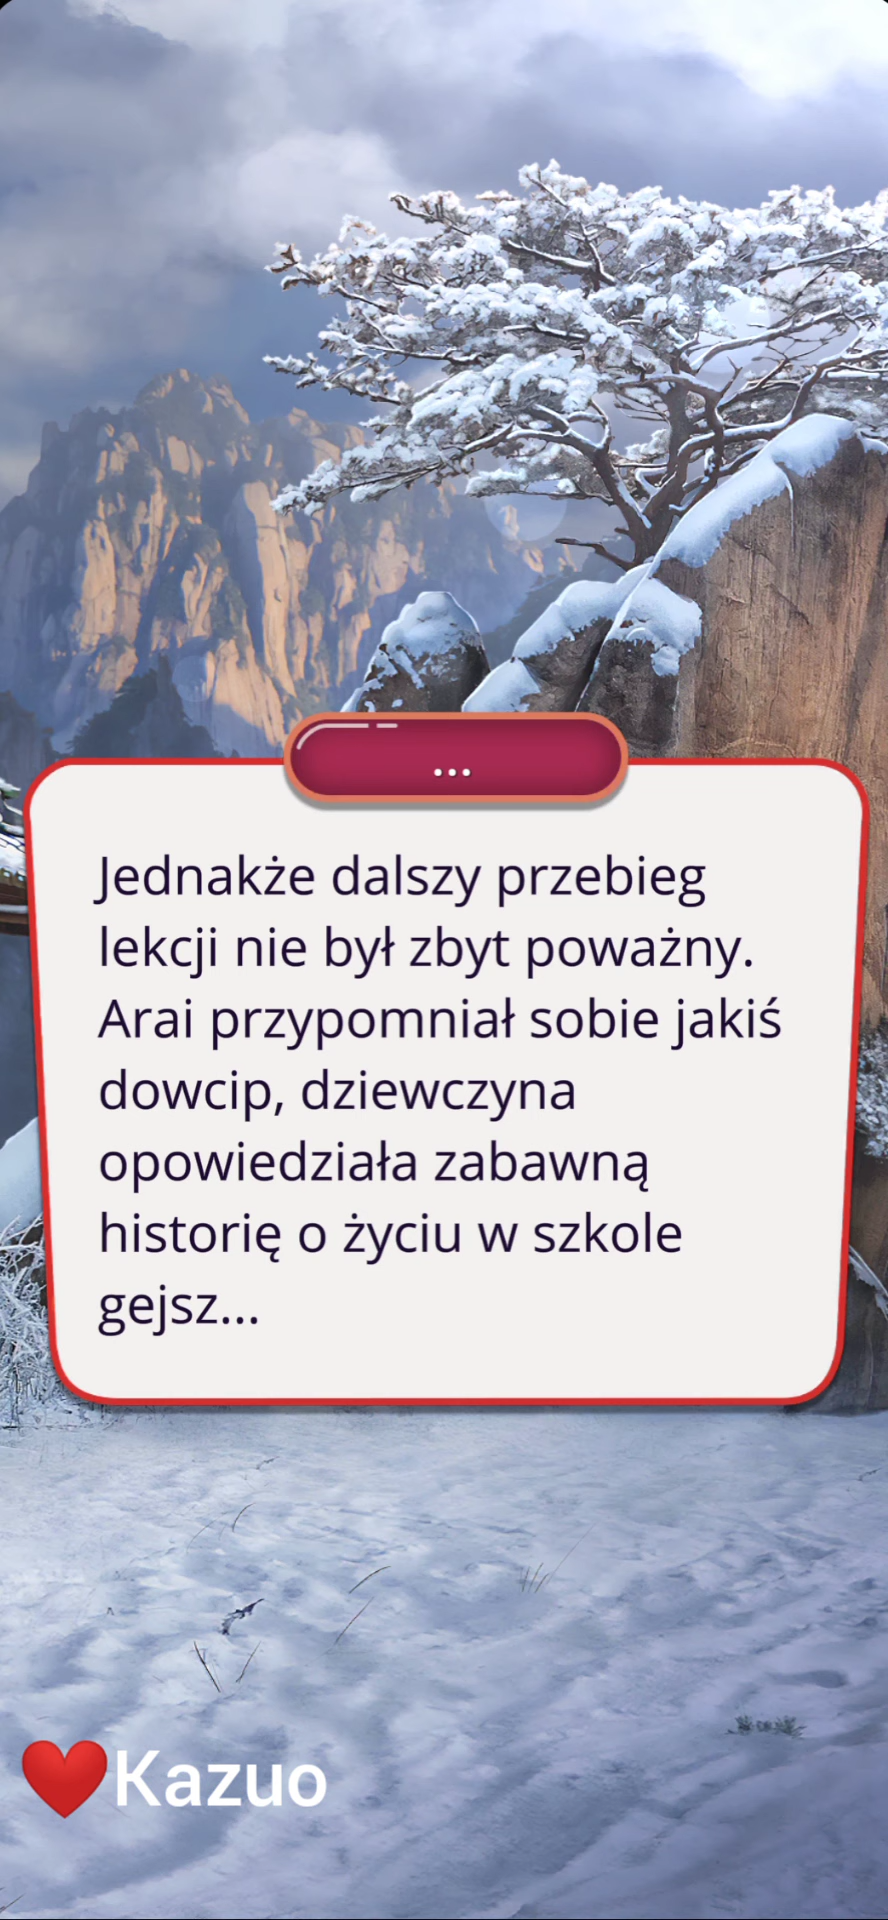 ...
Jednakże dalszy przebieg
lekcji nie był zbyt poważny.
Arai przypomniał sobie jakiś
dowcip, dziewczyna
opowiedziała zabawną
historię o życiu w szkole
gejsz...
❤️Kazuo